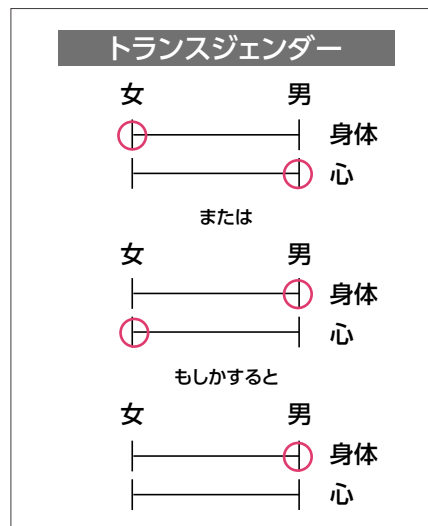 トランスジェンダー
女 男
身体
心
または
女 男
身体
心
もしかすると
女 男
身体
心